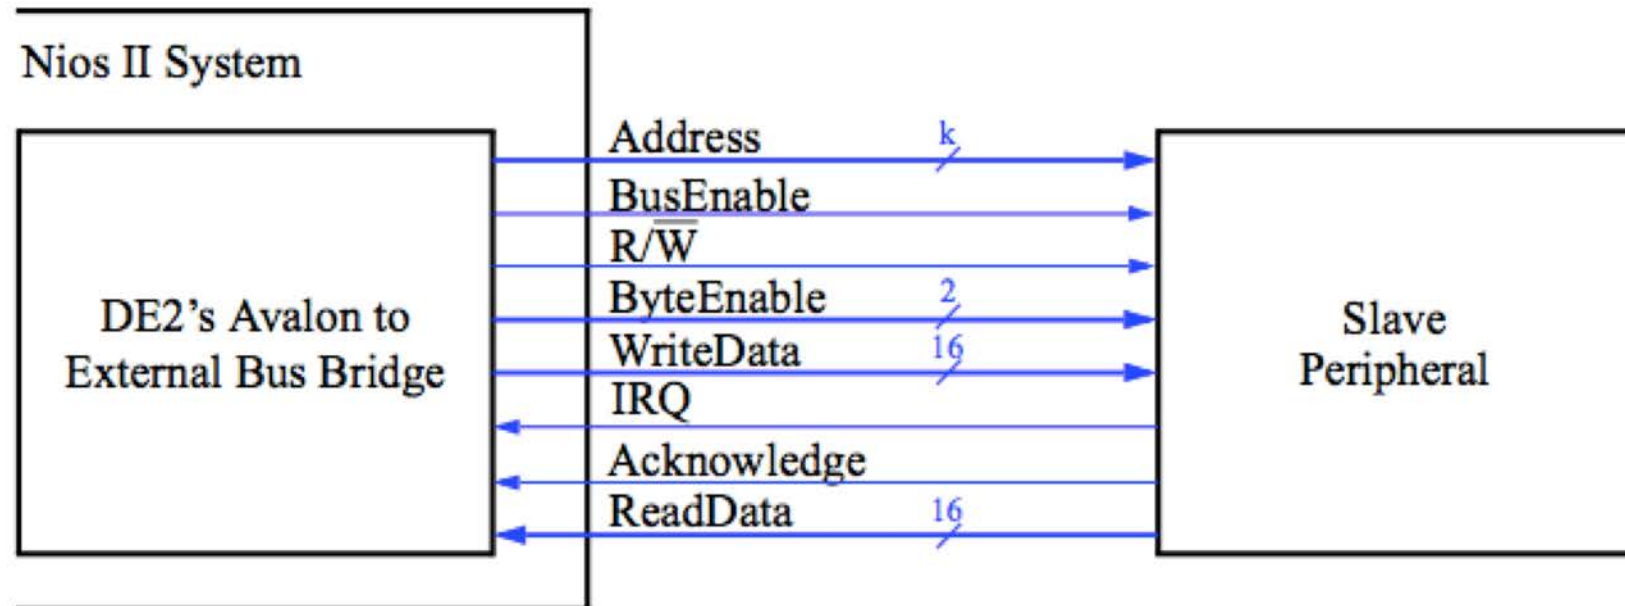 Nios II System
DE2’s Avalon to
External Bus Bridge
Address
k
BusEnable
R/W̅
ByteEnable
2
WriteData
16
IRQ
Acknowledge
ReadData
16
Slave
Peripheral